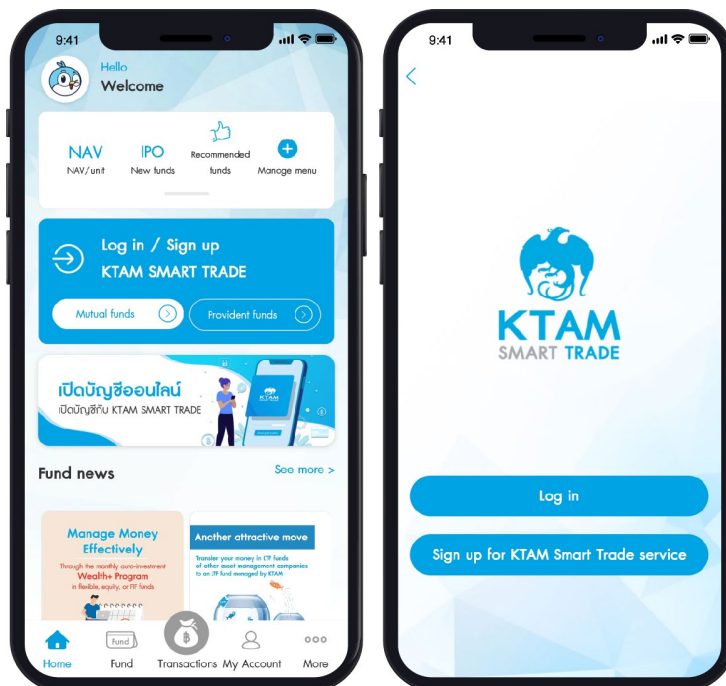 9:41
Hello
Welcome
NAV
NAV/unit
IPO
New funds
Recommended
funds
Manage menu
Log in / Sign up
KTAM SMART TRADE
Mutual funds
Provident funds
เปิดบัญชีออนไลน์
เปิดบัญชีกับ KTAM SMART TRADE
KTAM
Fund news
See more >
Manage Money
Effectively
Through the monthly auto-investment
Wealth+ Program
in flexible, equity, or FIF funds
Another attractive move
Transfer your money in LTF funds
of other asset management companies
to an LTF fund managed by KTAM
Fund
Home
Fund
Transactions
My Account
More
9:41
KTAM
SMART TRADE
Log in
Sign up for KTAM Smart Trade service